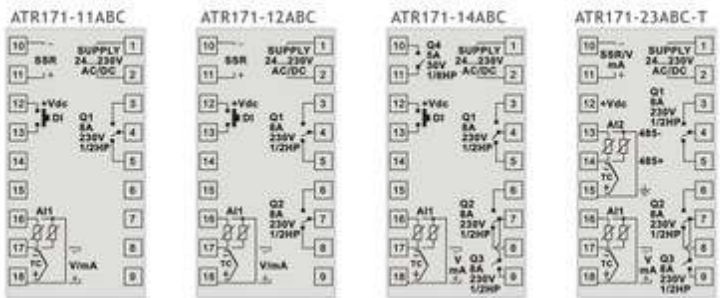 ATR171-11ABC
10 - SUPPLY 1
SSR 24...230V
11 + AC/DC 2
12 +Vdc 3
DI Q1
13 8A 4
230V
14 1/2HP 5
15 6
16 AI1 7
17 8
TC V/mA
18 9
ATR171-12ABC
10 - SUPPLY 1
SSR 24...230V
11 + AC/DC 2
12 +Vdc 3
DI Q1
13 8A 4
230V
14 1/2HP 5
15 6
Q2
16 AI1 8A 7
230V
17 1/2HP 8
TC V/mA
18 9
ATR171-14ABC
10 Q4 SUPPLY 1
5A 24...230V
11 30V AC/DC 2
1/8HP
12 +Vdc 3
DI Q1
13 8A 4
230V
14 1/2HP 5
15 6
Q2
16 AI1 8A 7
230V
17 1/2HP 8
TC V Q3
18 mA 8A 9
230V
1/2HP
ATR171-23ABC-T
10 - SUPPLY 1
SSR/V 24...230V
11 mA + AC/DC 2
12 +Vdc Q1 3
8A
13 AI2 230V 4
1/2HP
485-
14 485+ 5
TC
15 6
Q2
16 AI1 8A 7
230V
17 1/2HP 8
TC V Q3
18 mA 8A 9
230V
1/2HP